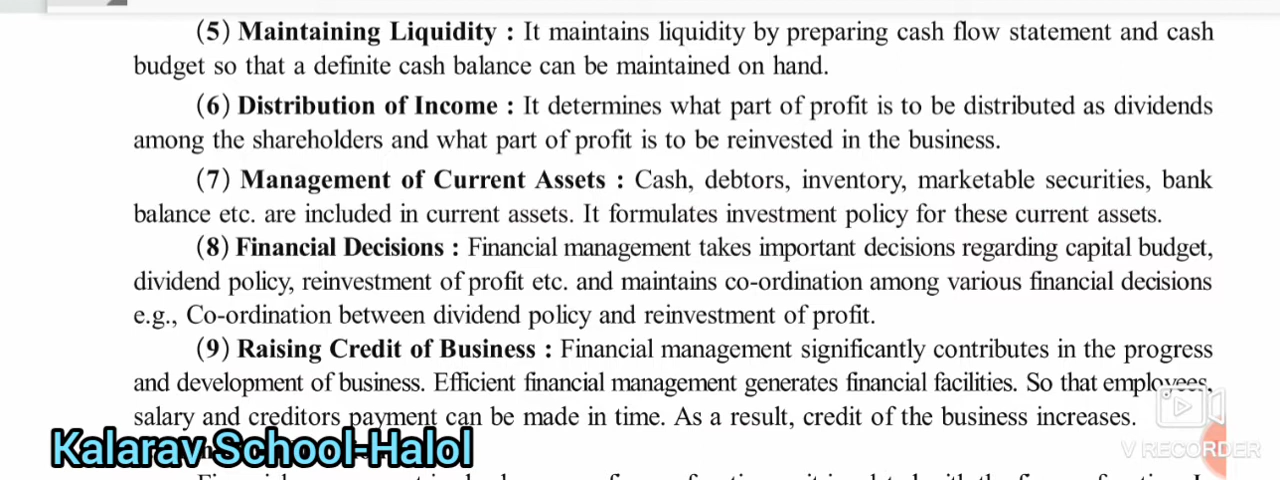 (5) Maintaining Liquidity : It maintains liquidity by preparing cash flow statement and cash
budget so that a definite cash balance can be maintained on hand.
(6) Distribution of Income : It determines what part of profit is to be distributed as dividends
among the shareholders and what part of profit is to be reinvested in the business.
(7) Management of Current Assets : Cash, debtors, inventory, marketable securities, bank
balance etc. are included in current assets. It formulates investment policy for these current assets.
(8) Financial Decisions : Financial management takes important decisions regarding capital budget,
dividend policy, reinvestment of profit etc. and maintains co-ordination among various financial decisions
e.g., Co-ordination between dividend policy and reinvestment of profit.
(9) Raising Credit of Business : Financial management significantly contributes in the progress
and development of business. Efficient financial management generates financial facilities. So that employees,
salary and creditors payment can be made in time. As a result, credit of the business increases.
Kalarav School-Halol
V RECORDER